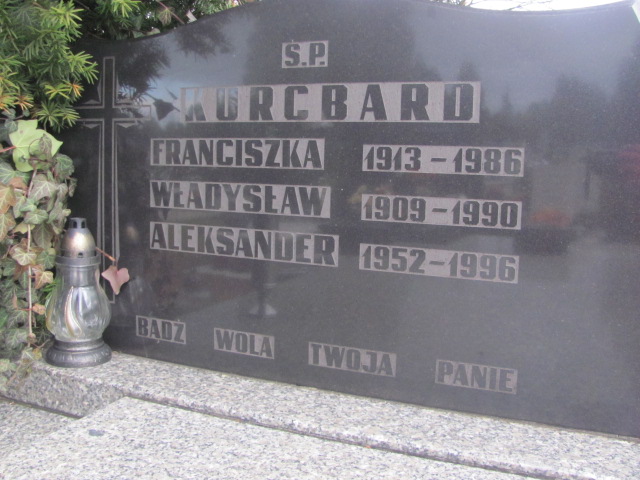 Ś.P.
KURCBARD
FRANCISZKA 1913-1986
WŁADYSŁAW 1909-1990
ALEKSANDER 1952-1996
BĄDŹ WOLA TWOJA PANIE